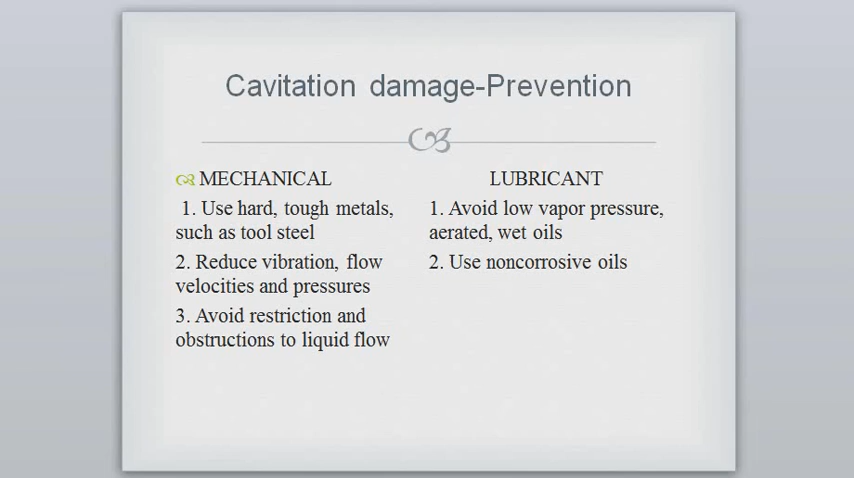 Cavitation damage-Prevention
MECHANICAL
1. Use hard, tough metals,
such as tool steel
2. Reduce vibration, flow
velocities and pressures
3. Avoid restriction and
obstructions to liquid flow
LUBRICANT
1. Avoid low vapor pressure,
aerated, wet oils
2. Use noncorrosive oils